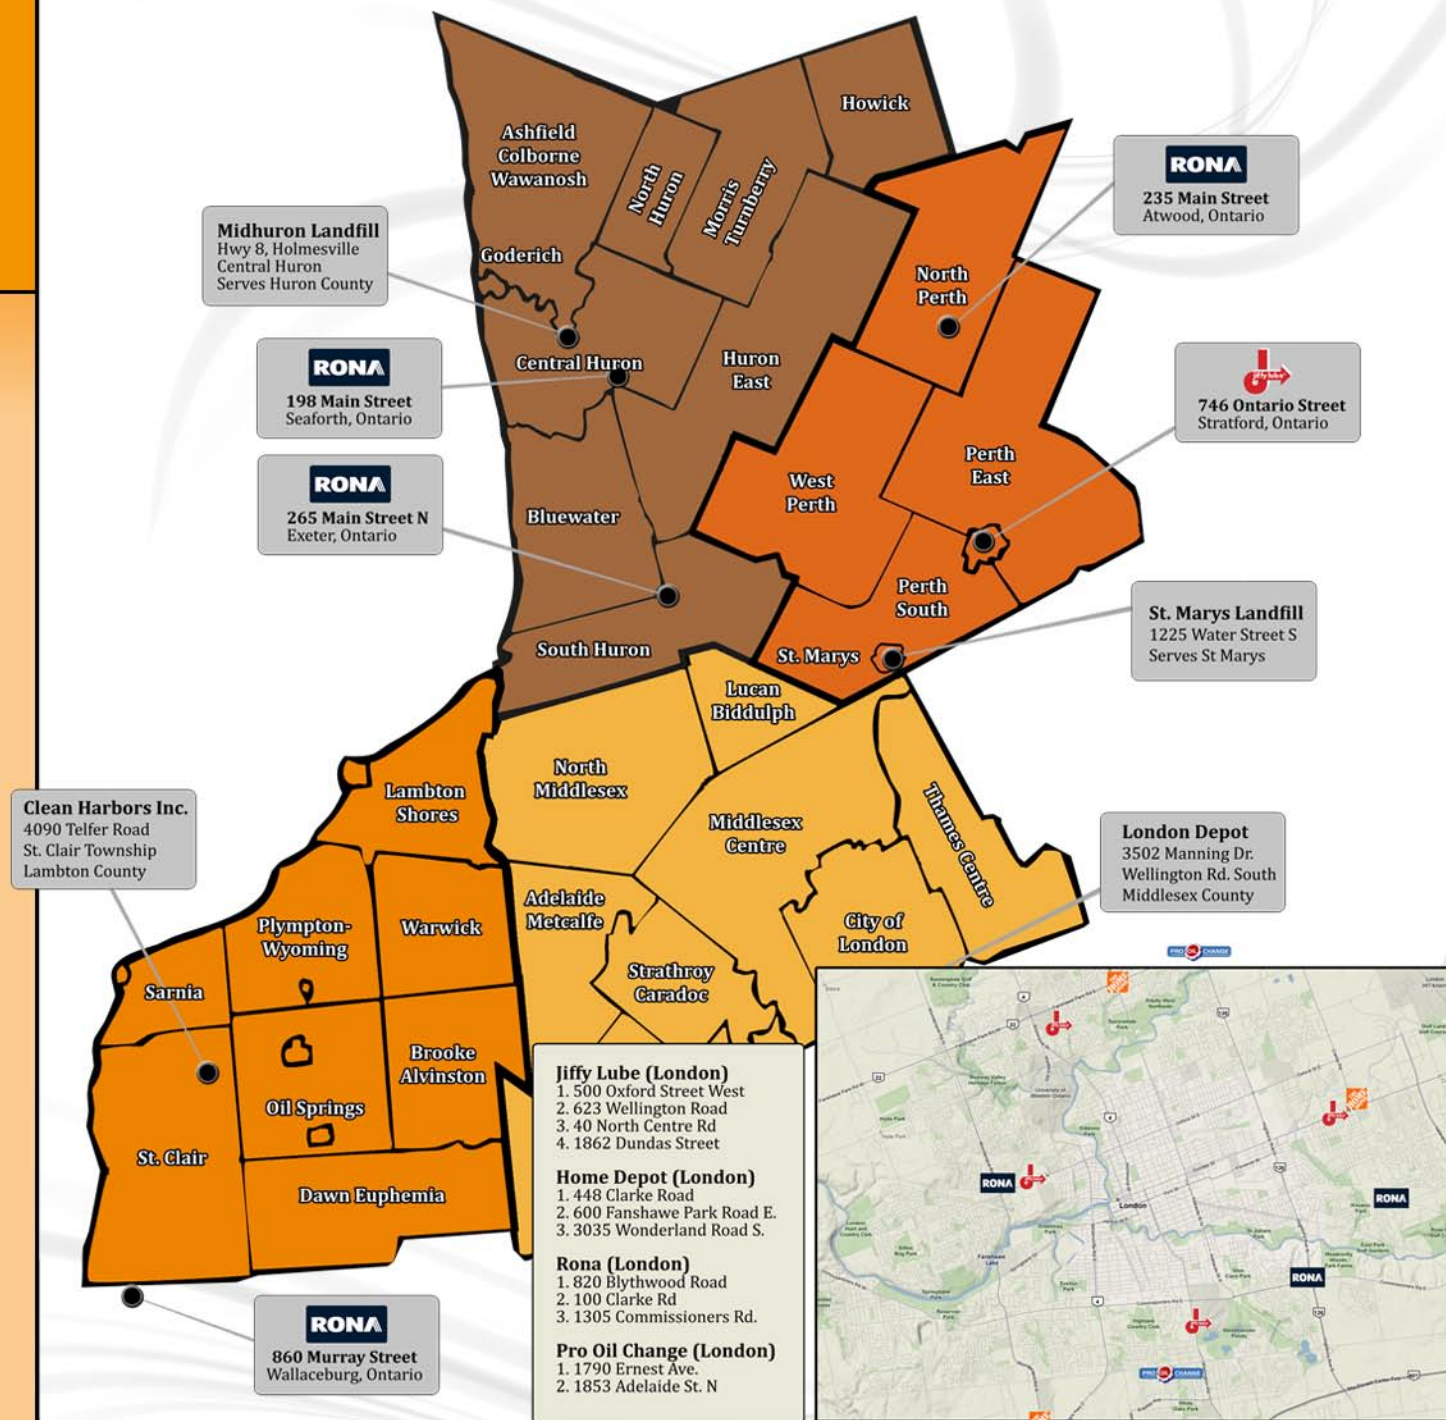 Howick
Ashfield
Colborne
Wawanosh
North
Huron
Morris
Turnberry
RONA
235 Main Street
Atwood, Ontario
Midhuron Landfill
Hwy 8, Holmesville
Central Huron
Serves Huron County
Goderich
North
Perth
RONA
198 Main Street
Seaforth, Ontario
Central Huron
Huron
East
jiffy lube
746 Ontario Street
Stratford, Ontario
RONA
265 Main Street N
Exeter, Ontario
Bluewater
West
Perth
Perth
East
Perth
South
St. Marys Landfill
1225 Water Street S
Serves St Marys
South Huron
St. Marys
Lucan
Biddulph
North
Middlesex
Lambton
Shores
Middlesex
Centre
Thames Centre
Clean Harbors Inc.
4090 Telfer Road
St. Clair Township
Lambton County
London Depot
3502 Manning Dr.
Wellington Rd. South
Middlesex County
Adelaide
Metcalfe
City of
London
Plympton-
Wyoming
Warwick
Strathroy
Caradoc
PRO OIL CHANGE
Sarnia
Brooke
Alvinston
Oil Springs
St. Clair
Dawn Euphemia
RONA
860 Murray Street
Wallaceburg, Ontario
Jiffy Lube (London)
1. 500 Oxford Street West
2. 623 Wellington Road
3. 40 North Centre Rd
4. 1862 Dundas Street
Home Depot (London)
1. 448 Clarke Road
2. 600 Fanshawe Park Road E.
3. 3035 Wonderland Road S.
Rona (London)
1. 820 Blythwood Road
2. 100 Clarke Rd
3. 1305 Commissioners Rd.
Pro Oil Change (London)
1. 1790 Ernest Ave.
2. 1853 Adelaide St. N
RONA
RONA
London
RONA
PRO OIL CHANGE